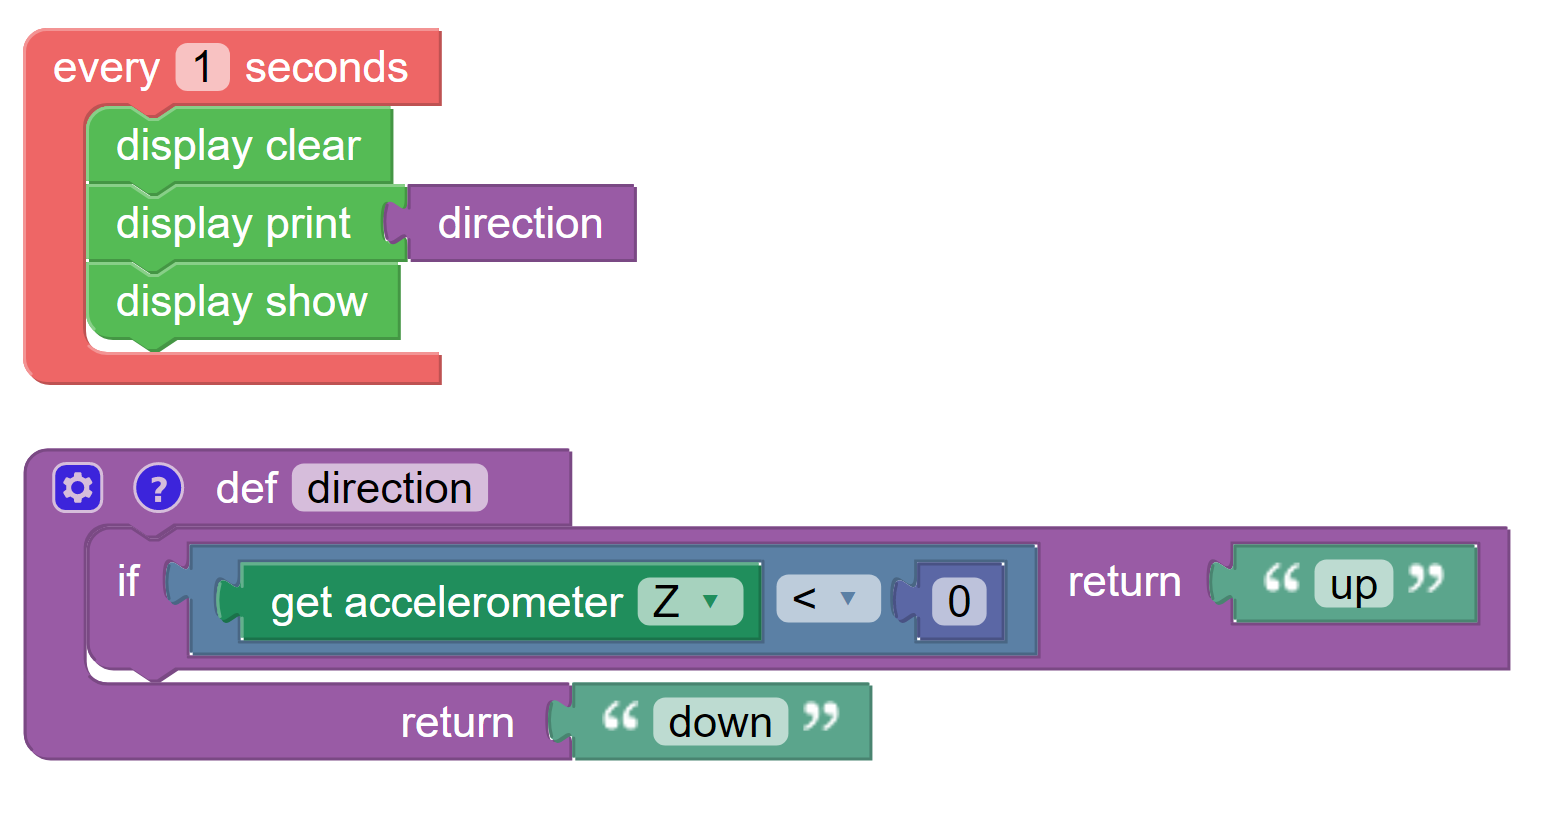 every 1 seconds
display clear
display print direction
display show
? def direction
if get accelerometer Z < 0 return “ up ”
return “ down ”